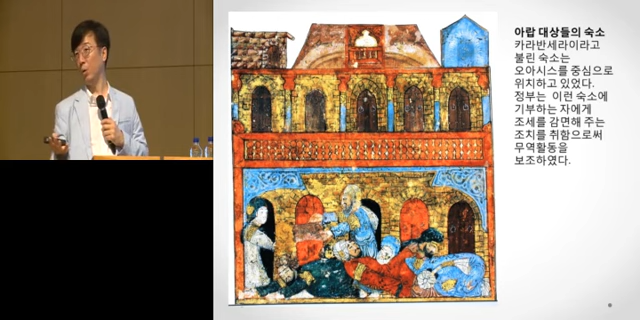 아랍 대상들의 숙소
카라반세라이라고
불린 숙소는
오아시스를 중심으로
위치하고 있었다.
정부는 이런 숙소에
기부하는 자에게
조세를 감면해 주는
조치를 취함으로써
무역활동을
보조하였다.